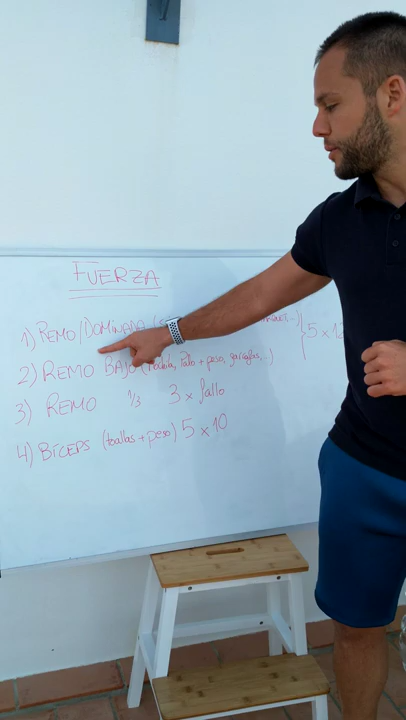 FUERZA
1) REMO/DOMINADA (
2) REMO BAJO (toalla, Palo + peso, garrafas,..) 5 x 12
3) REMO 1/3 3 x fallo
4) BÍCEPS (toallas + peso) 5 x 10